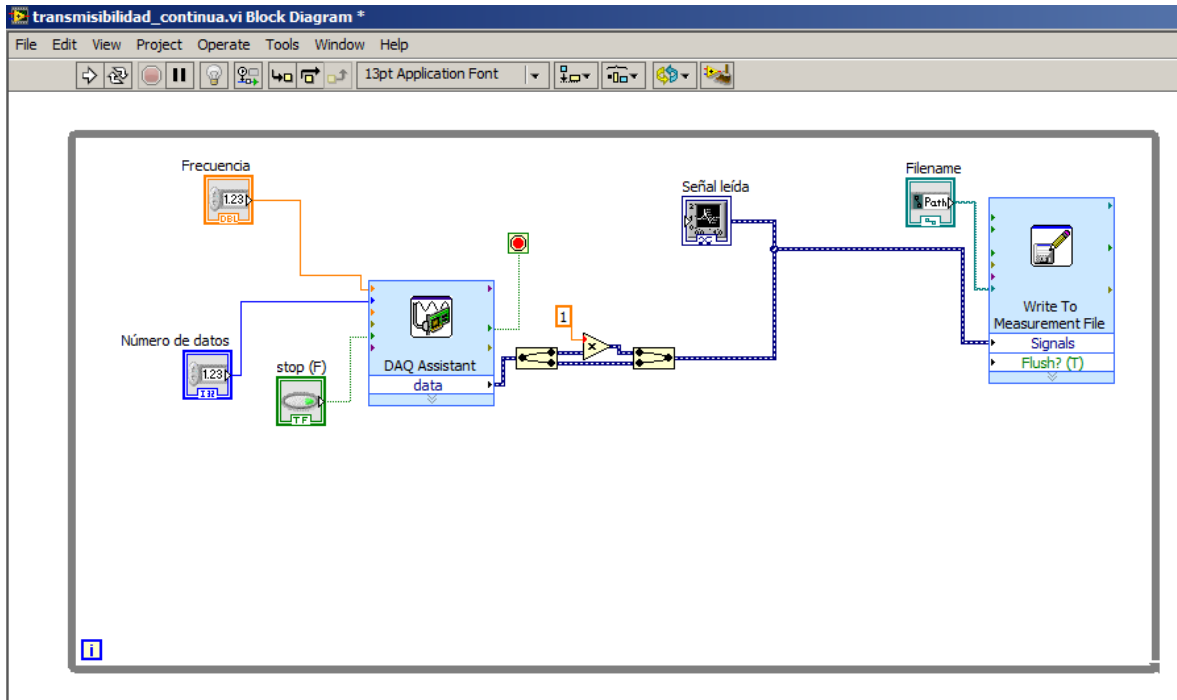 transmisibilidad_continua.vi Block Diagram *
File Edit View Project Operate Tools Window Help
13pt Application Font
Frecuencia
1.23
DBL
Número de datos
1.23
I32
stop (F)
TF
DAQ Assistant
data
1
Señal leída
Filename
Path
Write To
Measurement File
Signals
Flush? (T)
i